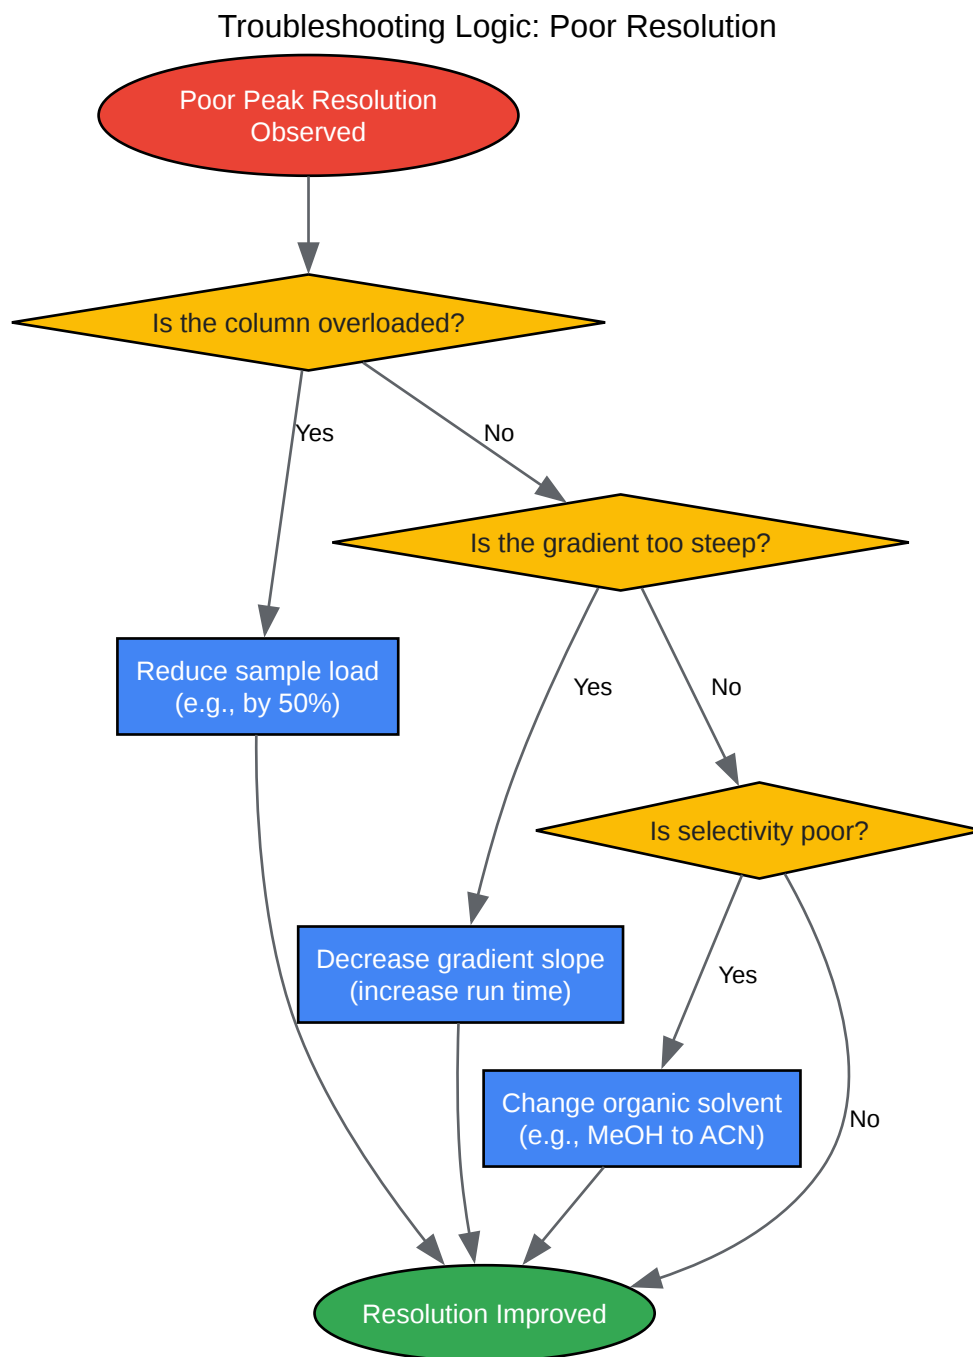 Troubleshooting Logic: Poor Resolution
Poor Peak Resolution
Observed
Is the column overloaded?
Yes
No
Is the gradient too steep?
Reduce sample load
(e.g., by 50%)
Yes
No
Is selectivity poor?
Decrease gradient slope
(increase run time)
Yes
Change organic solvent
(e.g., MeOH to ACN)
No
Resolution Improved